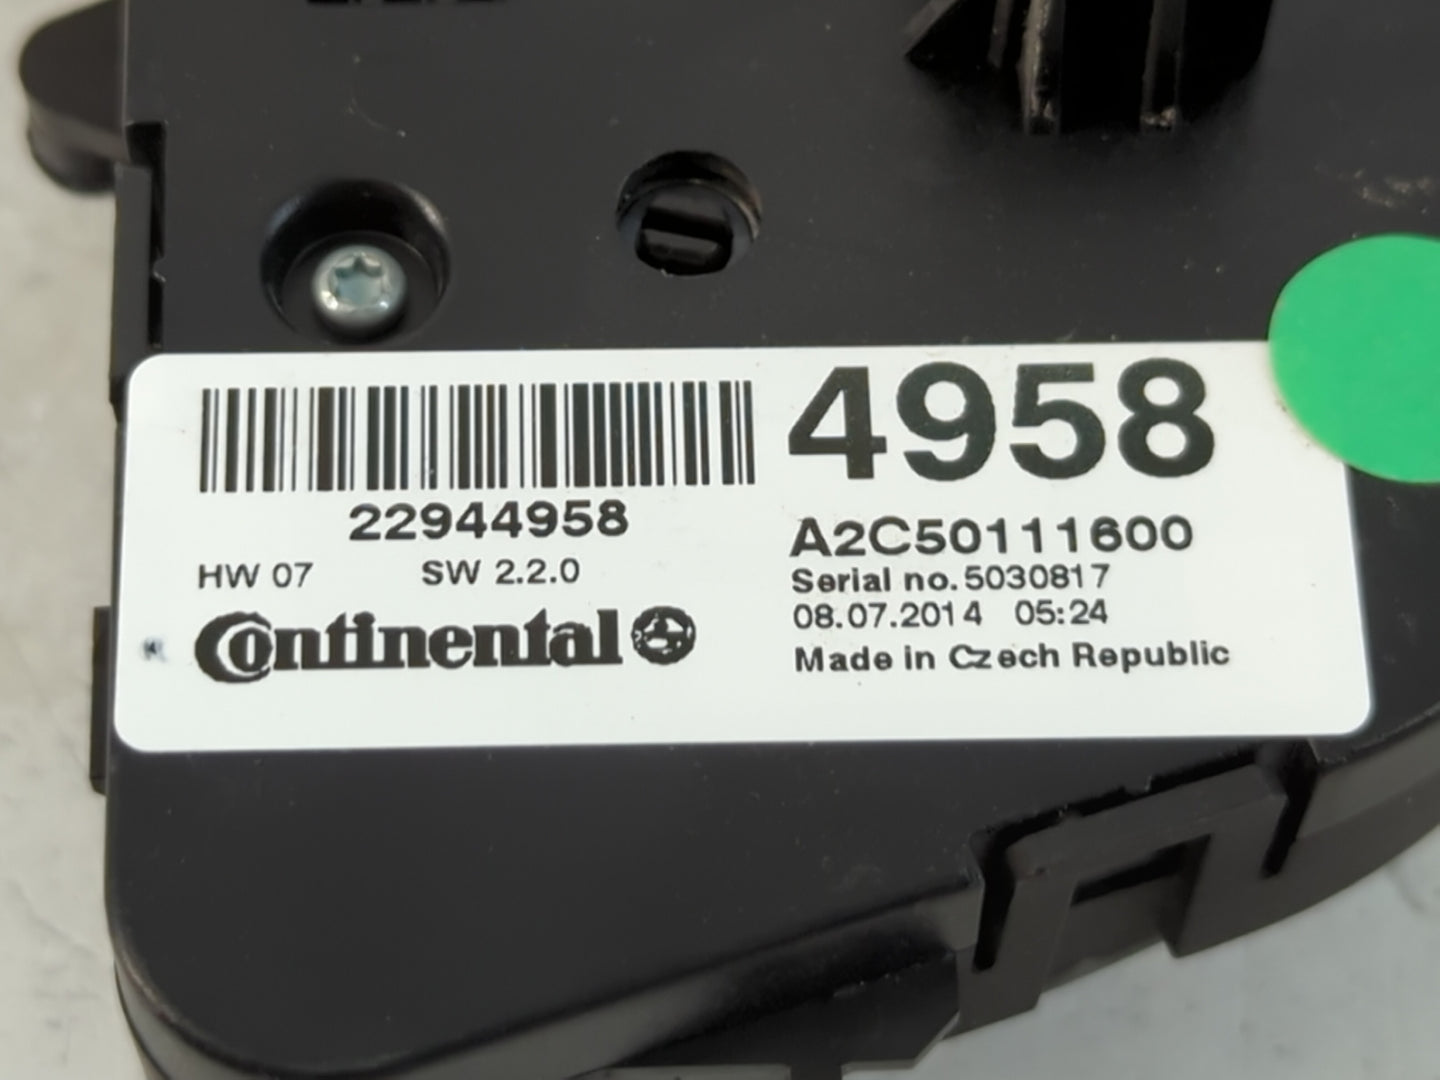 4958
22944958
A2C50111600
HW 07 SW 2.2.0
Serial no. 5030817
08.07.2014 05:24
Continental
Made in Czech Republic